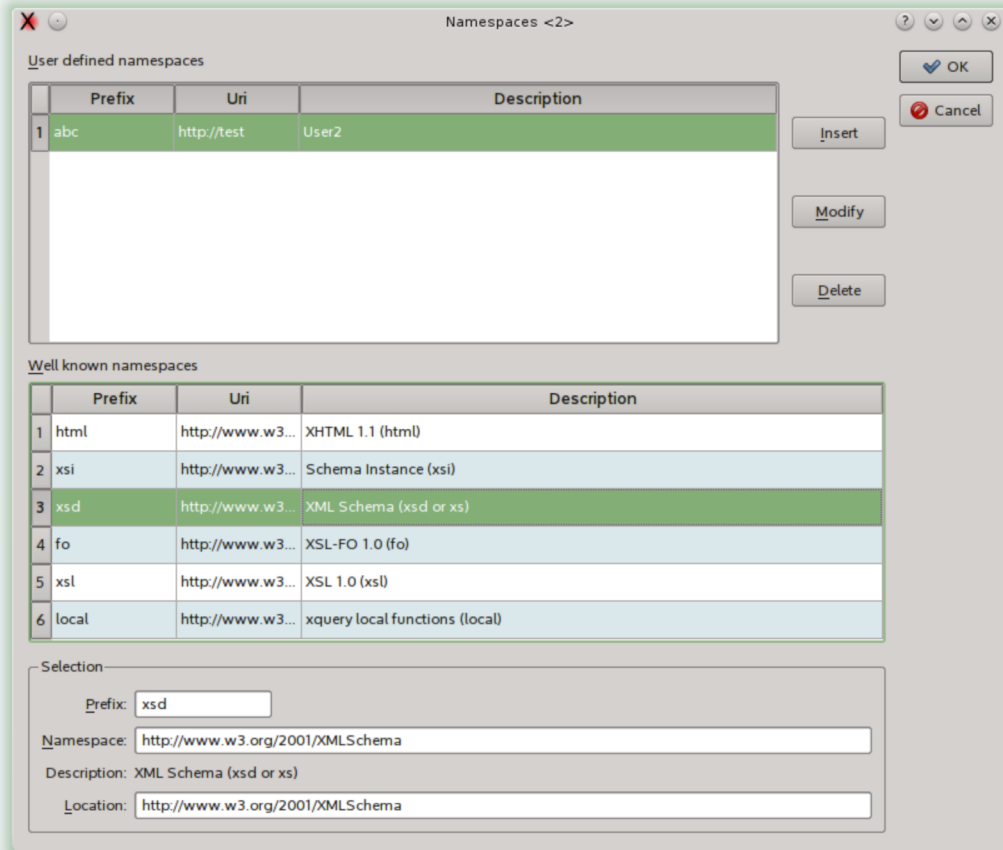 Namespaces <2>
User defined namespaces
OK
Cancel
Prefix Uri Description
1 abc http://test User2
Insert
Modify
Delete
Well known namespaces
Prefix Uri Description
1 html http://www.w3... XHTML 1.1 (html)
2 xsi http://www.w3... Schema Instance (xsi)
3 xsd http://www.w3... XML Schema (xsd or xs)
4 fo http://www.w3... XSL-FO 1.0 (fo)
5 xsl http://www.w3... XSL 1.0 (xsl)
6 local http://www.w3... xquery local functions (local)
Selection
Prefix: xsd
Namespace: http://www.w3.org/2001/XMLSchema
Description: XML Schema (xsd or xs)
Location: http://www.w3.org/2001/XMLSchema